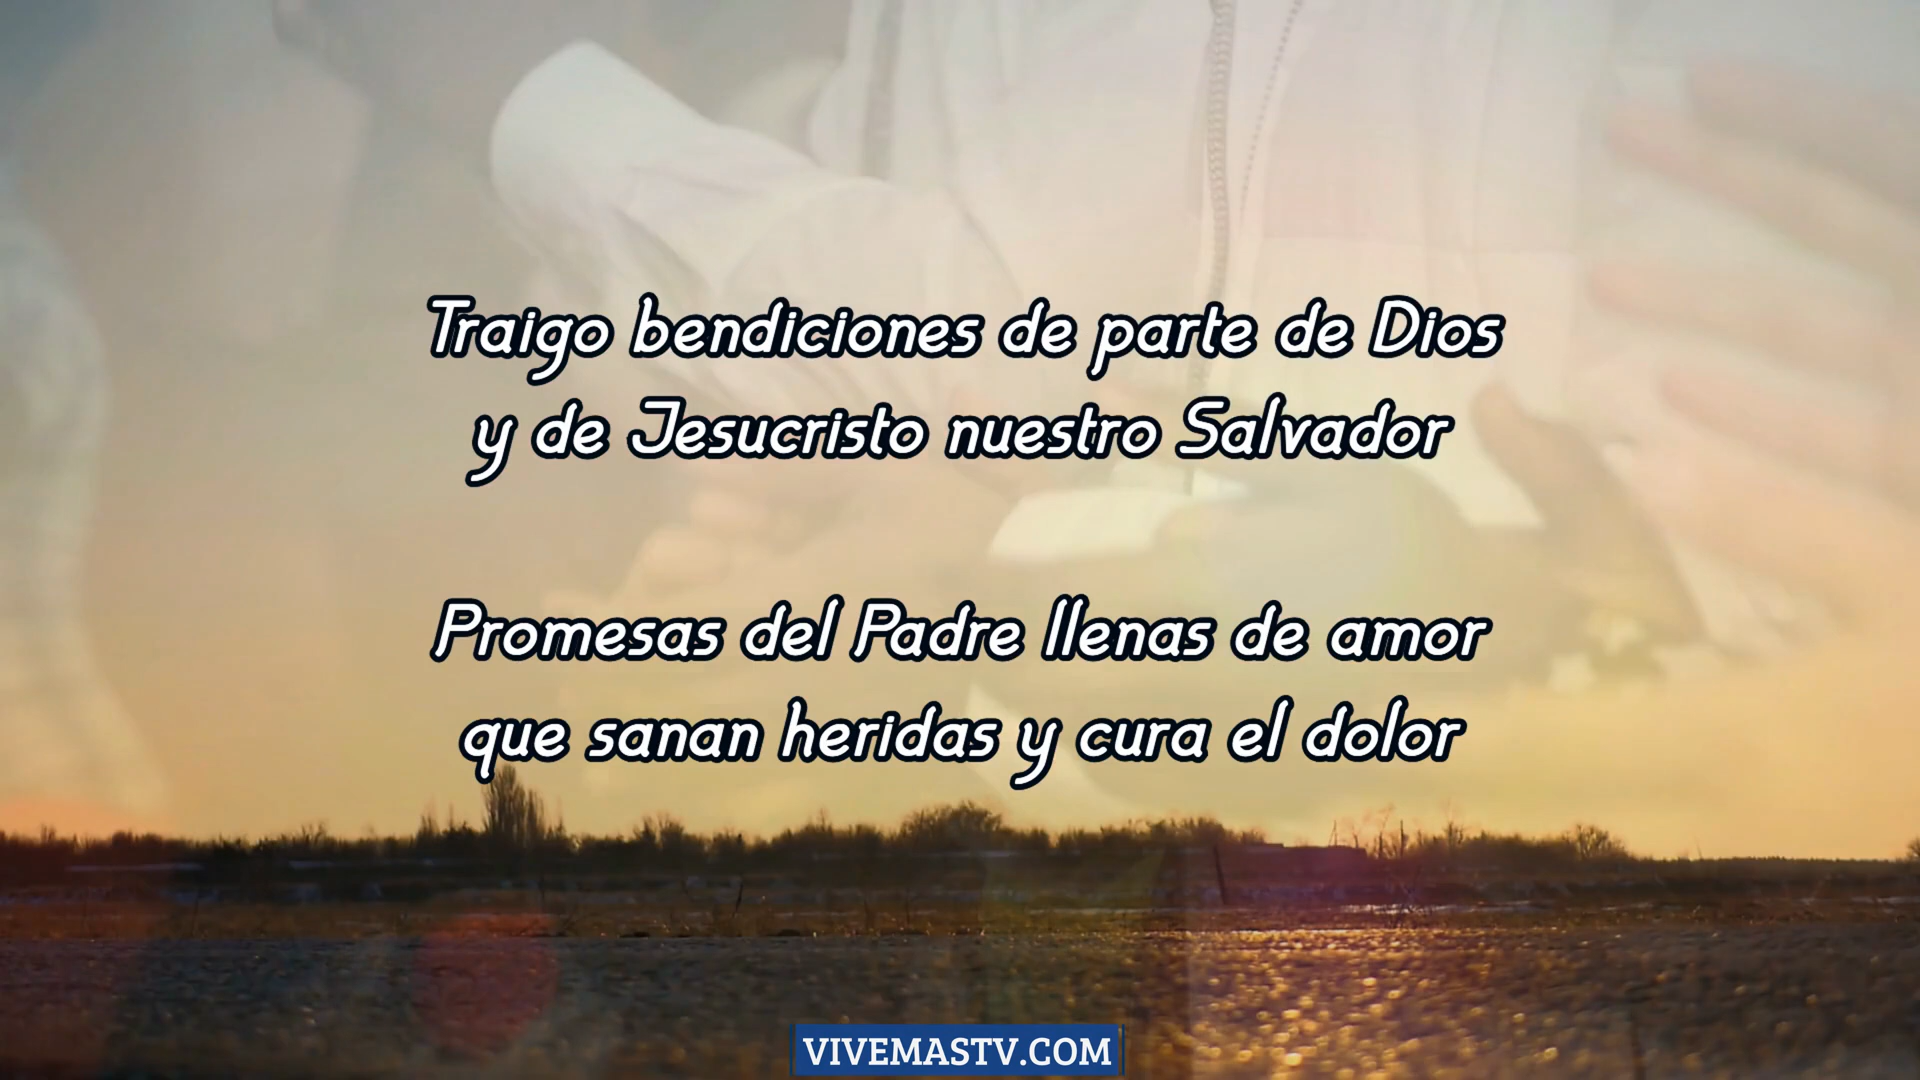 Traigo bendiciones de parte de Dios
y de Jesucristo nuestro Salvador
Promesas del Padre llenas de amor
que sanan heridas y cura el dolor
VIVEMASTV.COM